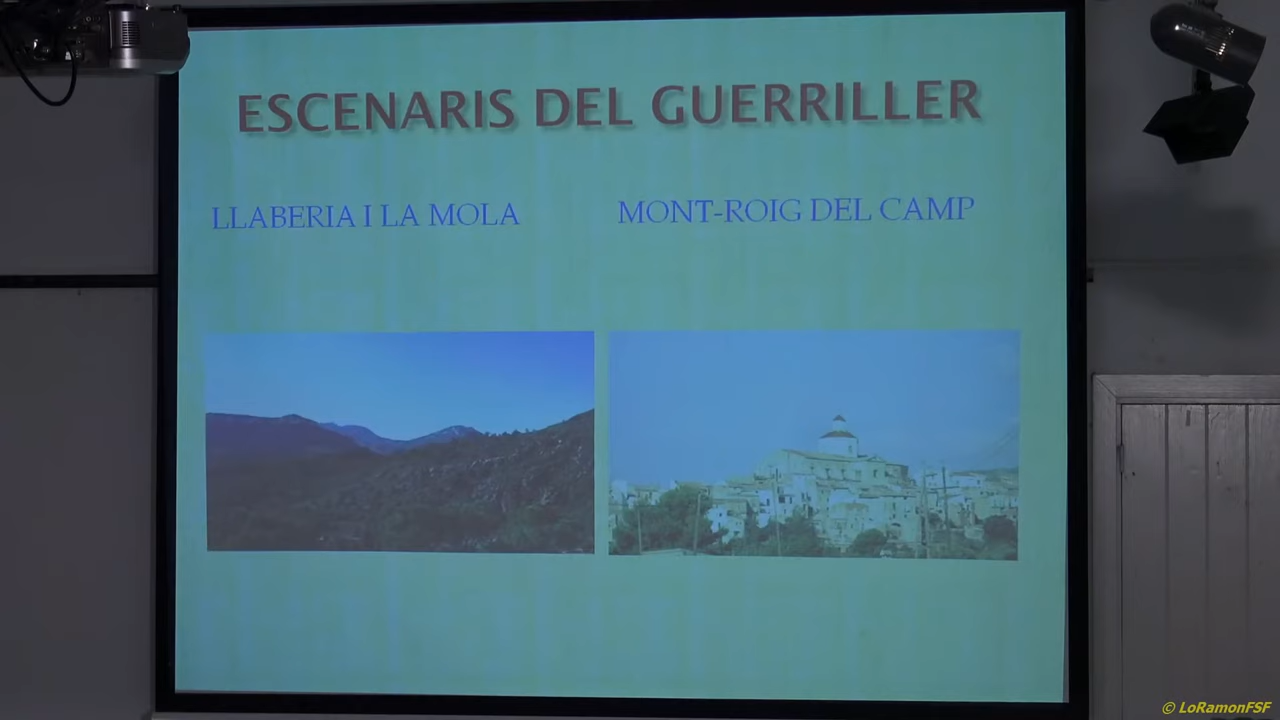 ESCENARIS DEL GUERRILLER
LLABERIA I LA MOLA
MONT-ROIG DEL CAMP
© LoRamonFSF